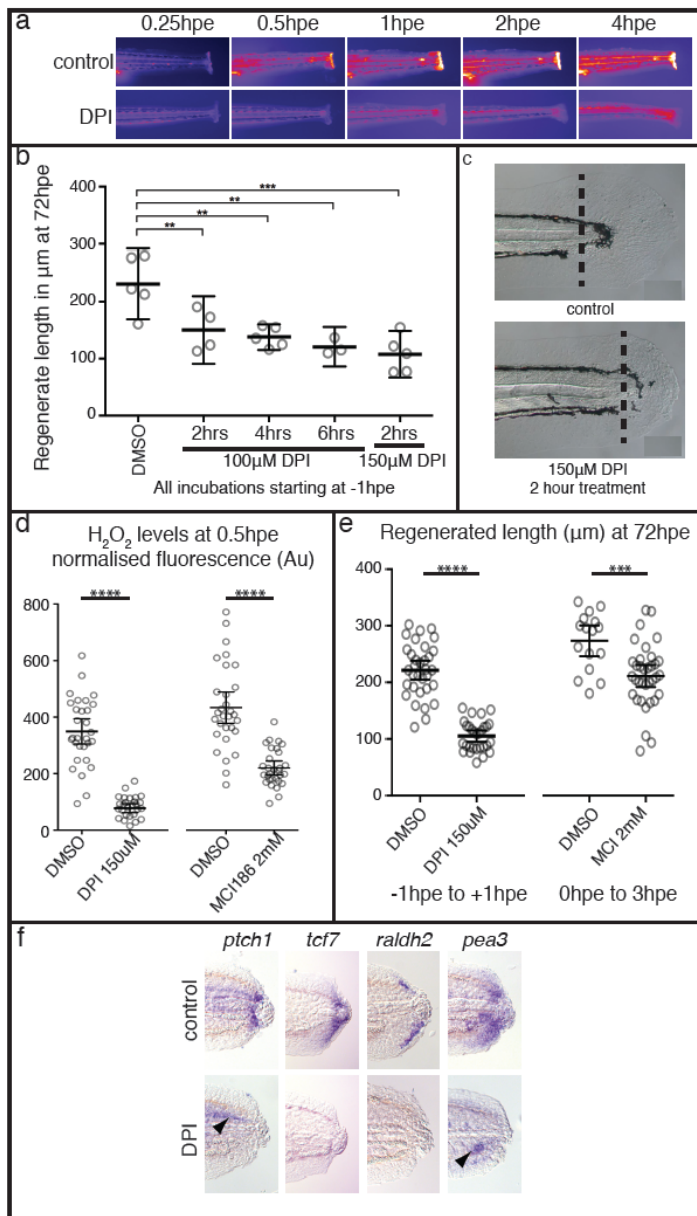 a
0.25hpe 0.5hpe 1hpe 2hpe 4hpe
control
DPI
b
Regenerate length in µm at 72hpe
400
300
200
100
0
*** 
**
**
**
DMSO 2hrs 4hrs 6hrs 2hrs
100µM DPI 150µM DPI
All incubations starting at -1hpe
c
control
150µM DPI
2 hour treatment
d
H2O2 levels at 0.5hpe
normalised fluorescence (Au)
**** ****
800
600
400
200
0
DMSO DPI 150uM DMSO MCI186 2mM
e
Regenerated length (µm) at 72hpe
**** ***
400
300
200
100
0
DMSO DPI 150uM DMSO MCI 2mM
-1hpe to +1hpe 0hpe to 3hpe
f
ptch1 tcf7 raldh2 pea3
control
DPI